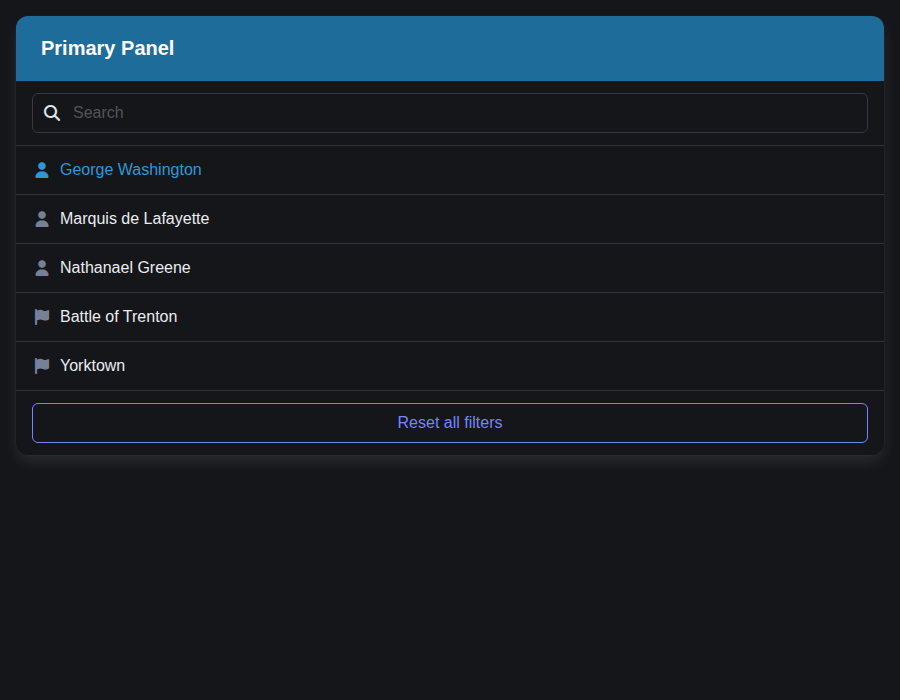 Primary Panel
Search
George Washington
Marquis de Lafayette
Nathanael Greene
Battle of Trenton
Yorktown
Reset all filters